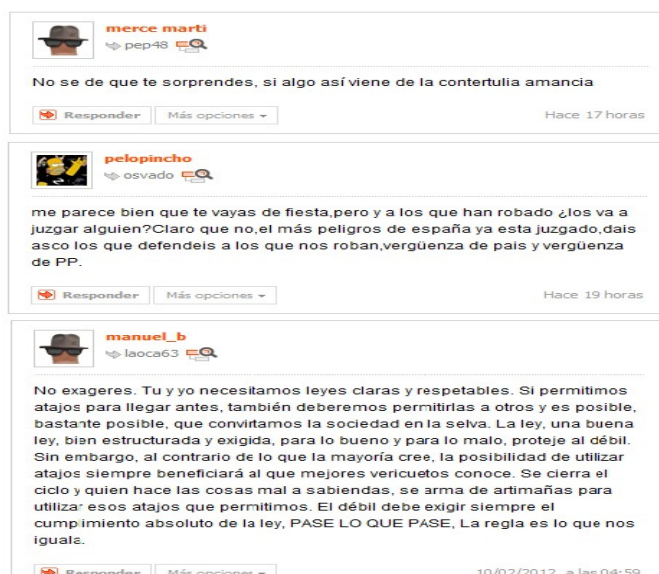 merce marti
pep48
No se de que te sorprendes, si algo así viene de la contertulia amancia
Responder Más opciones Hace 17 horas
pelopincho
osvado
me parece bien que te vayas de fiesta,pero y a los que han robado ¿los va a
juzgar alguien?Claro que no,el más peligros de españa ya esta juzgado,dais
asco los que defendeis a los que nos roban,vergüenza de pais y vergüenza
de PP.
Responder Más opciones Hace 19 horas
manuel_b
laoca63
No exageres. Tu y yo necesitamos leyes claras y respetables. Si permitimos
atajos para llegar antes, también deberemos permitirlas a otros y es posible,
bastante posible, que convirtamos la sociedad en la selva. La ley, una buena
ley, bien estructurada y exigida, para lo bueno y para lo malo, proteje al débil.
Sin embargo, al contrario de lo que la mayoría cree, la posibilidad de utilizar
atajos siempre beneficiará al que mejores vericuetos conoce. Se cierra el
ciclo y quien hace las cosas mal a sabiendas, se arma de artimañas para
utilizar esos atajos que permitimos. El débil debe exigir siempre el
cumplimiento absoluto de la ley, PASE LO QUE PASE, La regla es lo que nos
iguala.
Responder Más opciones 10/02/2012 a las 04:59